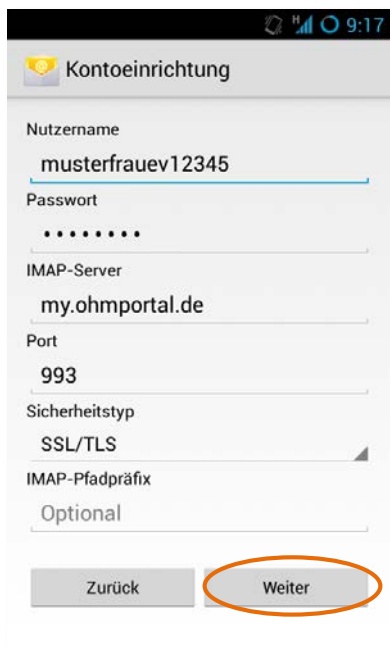 H 9:17
Kontoeinrichtung
Nutzername
musterfrauev12345
Passwort
••••••••
IMAP-Server
my.ohmportal.de
Port
993
Sicherheitstyp
SSL/TLS
IMAP-Pfadpräfix
Optional
Zurück Weiter